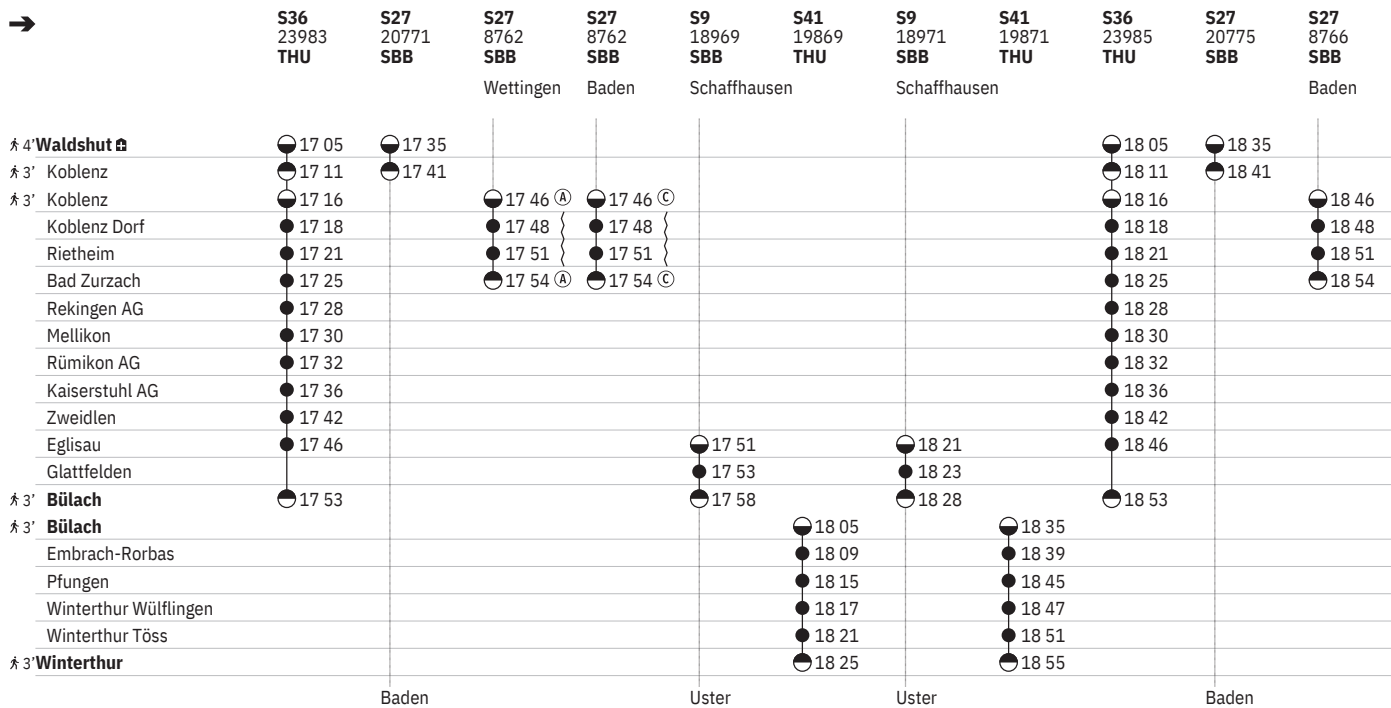 S36 S27 S27 S27 S9 S41 S9 S41 S36 S27 S27
23983 20771 8762 8762 18969 19869 18971 19871 23985 20775 8766
THU SBB SBB SBB SBB THU SBB THU THU SBB SBB
Wettingen Baden Schaffhausen Schaffhausen Baden
4' Waldshut 17 05 17 35 18 05 18 35
3' Koblenz 17 11 17 41 18 11 18 41
3' Koblenz 17 16 17 46 A 17 46 C 18 16 18 46
Koblenz Dorf 17 18 17 48 17 48 18 18 18 48
Rietheim 17 21 17 51 17 51 18 21 18 51
Bad Zurzach 17 25 17 54 A 17 54 C 18 25 18 54
Rekingen AG 17 28 18 28
Mellikon 17 30 18 30
Rümikon AG 17 32 18 32
Kaiserstuhl AG 17 36 18 36
Zweidlen 17 42 18 42
Eglisau 17 46 17 51 18 21 18 46
Glattfelden 17 53 18 23
3' Bülach 17 53 17 58 18 28 18 53
3' Bülach 18 05 18 35
Embrach-Rorbas 18 09 18 39
Pfungen 18 15 18 45
Winterthur Wülflingen 18 17 18 47
Winterthur Töss 18 21 18 51
3' Winterthur 18 25 18 55
Baden Uster Uster Baden